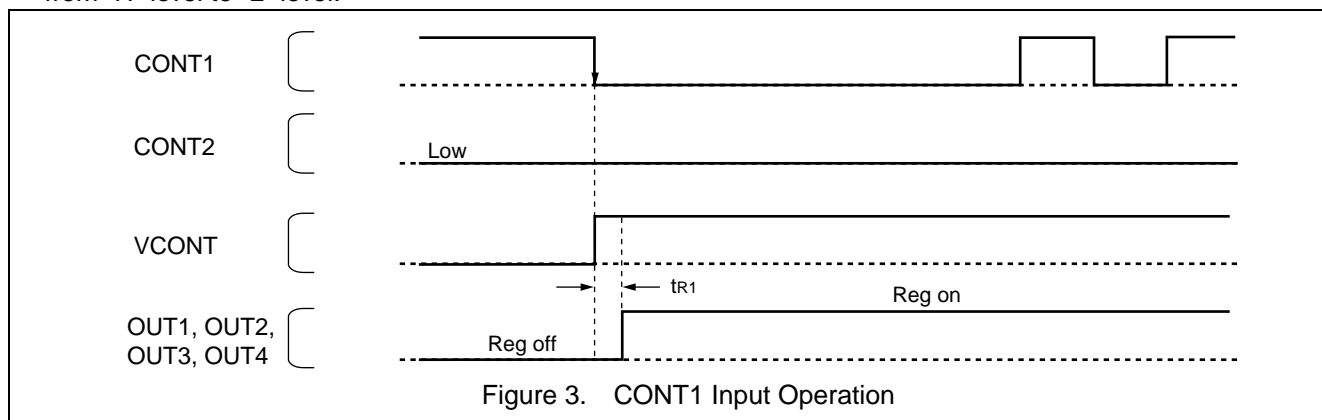 CONT1
CONT2
Low
VCONT
tR1
Reg on
OUT1, OUT2,
OUT3, OUT4
Reg off
Figure 3. CONT1 Input Operation